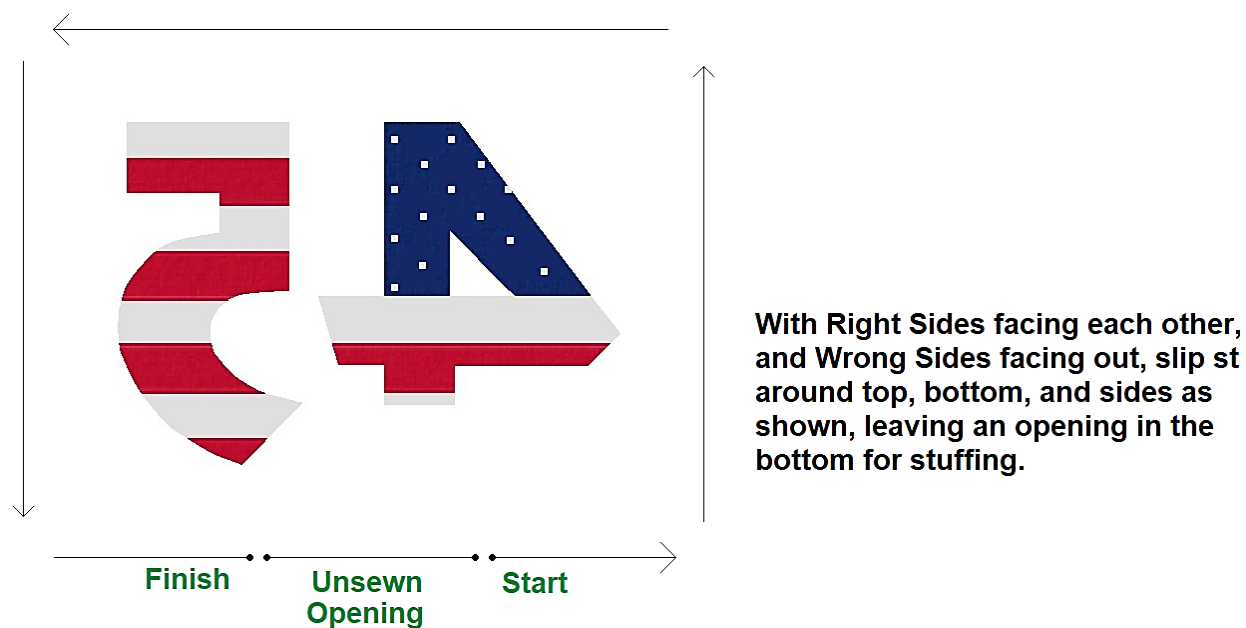 45
With Right Sides facing each other,
and Wrong Sides facing out, slip st
around top, bottom, and sides as
shown, leaving an opening in the
bottom for stuffing.
Finish
Unsewn
Opening
Start